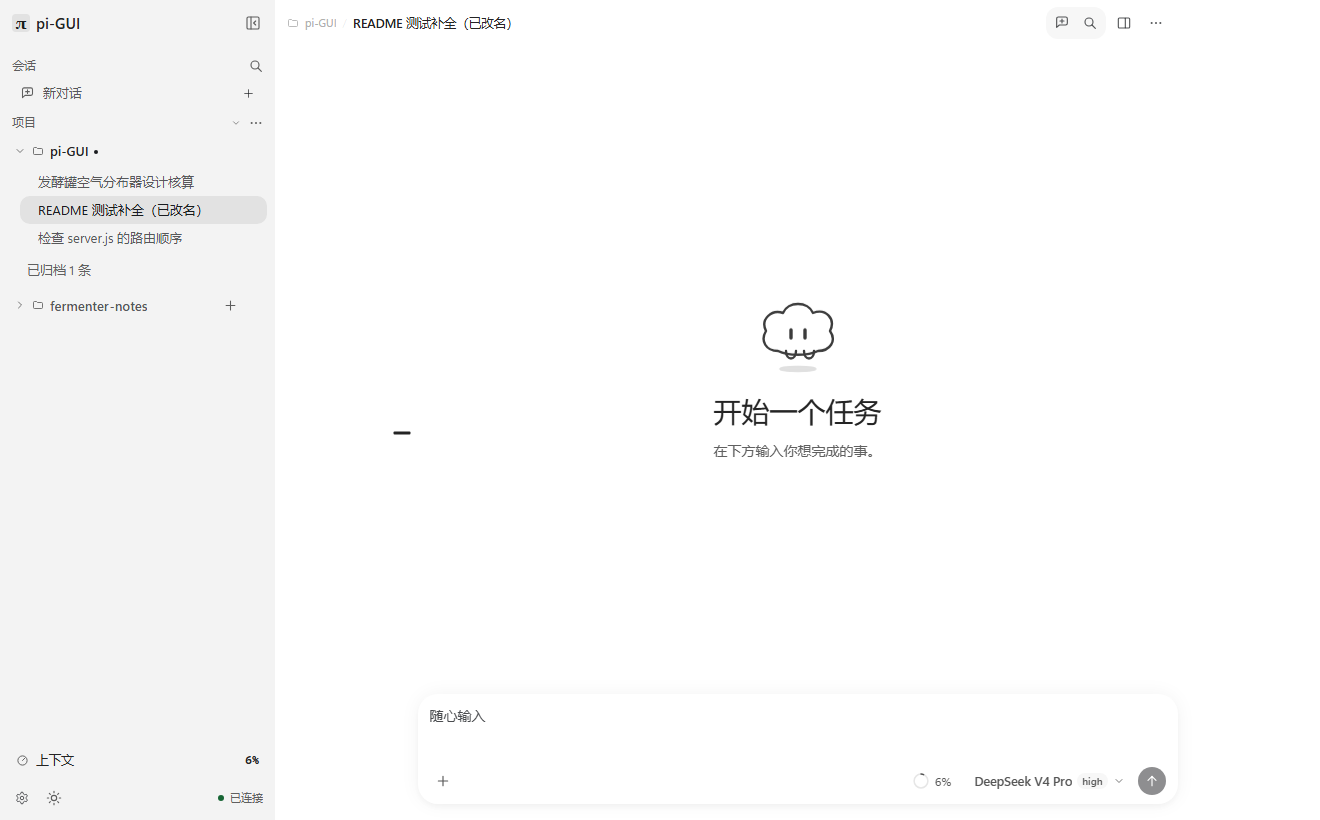 π pi-GUI
会话
新对话
项目
pi-GUI
发酵罐空气分布器设计核算
README 测试补全（已改名）
检查 server.js 的路由顺序
已归档 1 条
fermenter-notes
上下文 6%
已连接
pi-GUI / README 测试补全（已改名）
开始一个任务
在下方输入你想完成的事。
随心输入
6% DeepSeek V4 Pro high